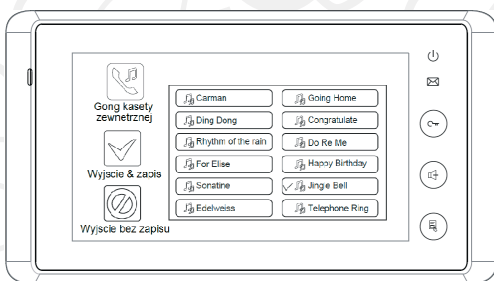 Gong kasety
zewnetrznej
Wyjscie & zapis
Wyjscie bez zapisu
Carman
Ding Dong
Rhythm of the rain
For Elise
Sonatine
Edelweiss
Going Home
Congratulate
Do Re Me
Happy Birthday
Jingle Bell
Telephone Ring